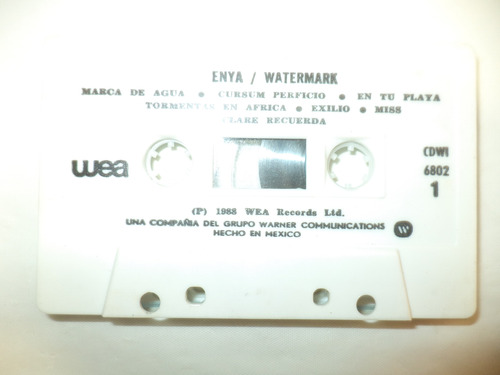 ENYA / WATERMARK
MARCA DE AGUA • CURSUM PERFICIO • EN TU PLAYA
TORMENTAS EN AFRICA • EXILIO • MISS
CLARE RECUERDA
wea
CDWI
6802
1
(P) 1988 WEA Records Ltd.
UNA COMPAÑIA DEL GRUPO WARNER COMMUNICATIONS
HECHO EN MEXICO